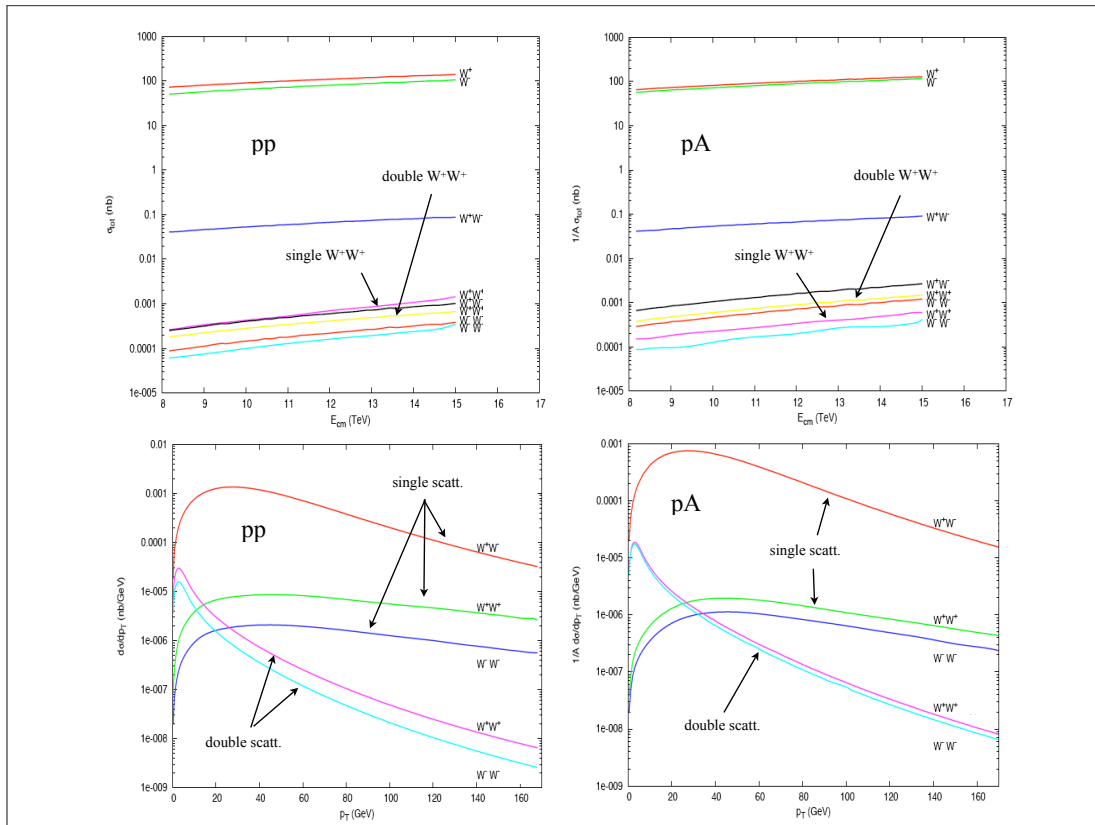 1000
100
10
1
0.1
0.01
0.001
0.0001
1e-005
σtot (nb)
pp
double W+W+
single W+W+
W+
W-
W+W-
W+W+
W+W-
W+W+
W-W-
W-W-
8 9 10 11 12 13 14 15 16 17
Ecm (TeV)
1000
100
10
1
0.1
0.01
0.001
0.0001
1e-005
1/A σtot (nb)
pA
double W+W+
single W+W+
W+
W-
W+W-
W+W-
W+W+
W-W-
W+W+
W-W-
8 9 10 11 12 13 14 15 16 17
Ecm (TeV)
0.01
0.001
0.0001
1e-005
1e-006
1e-007
1e-008
1e-009
dσ/dpT (nb/GeV)
pp
single scatt.
W+W-
W+W+
W-W-
W+W+
double scatt.
W-W-
0 20 40 60 80 100 120 140 160
pT (GeV)
0.001
0.0001
1e-005
1e-006
1e-007
1e-008
1e-009
1/A dσ/dpT (nb/GeV)
pA
W+W-
single scatt.
W+W+
W-W-
W+W+
double scatt.
W-W-
0 20 40 60 80 100 120 140 160
pT (GeV)